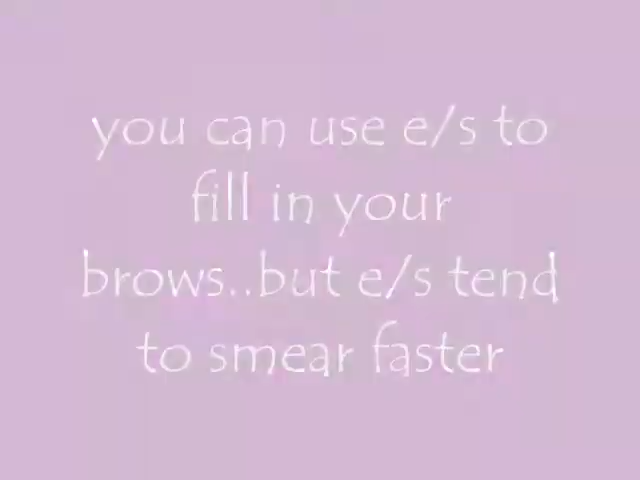 you can use e/s to
fill in your
brows..but e/s tend
to smear faster